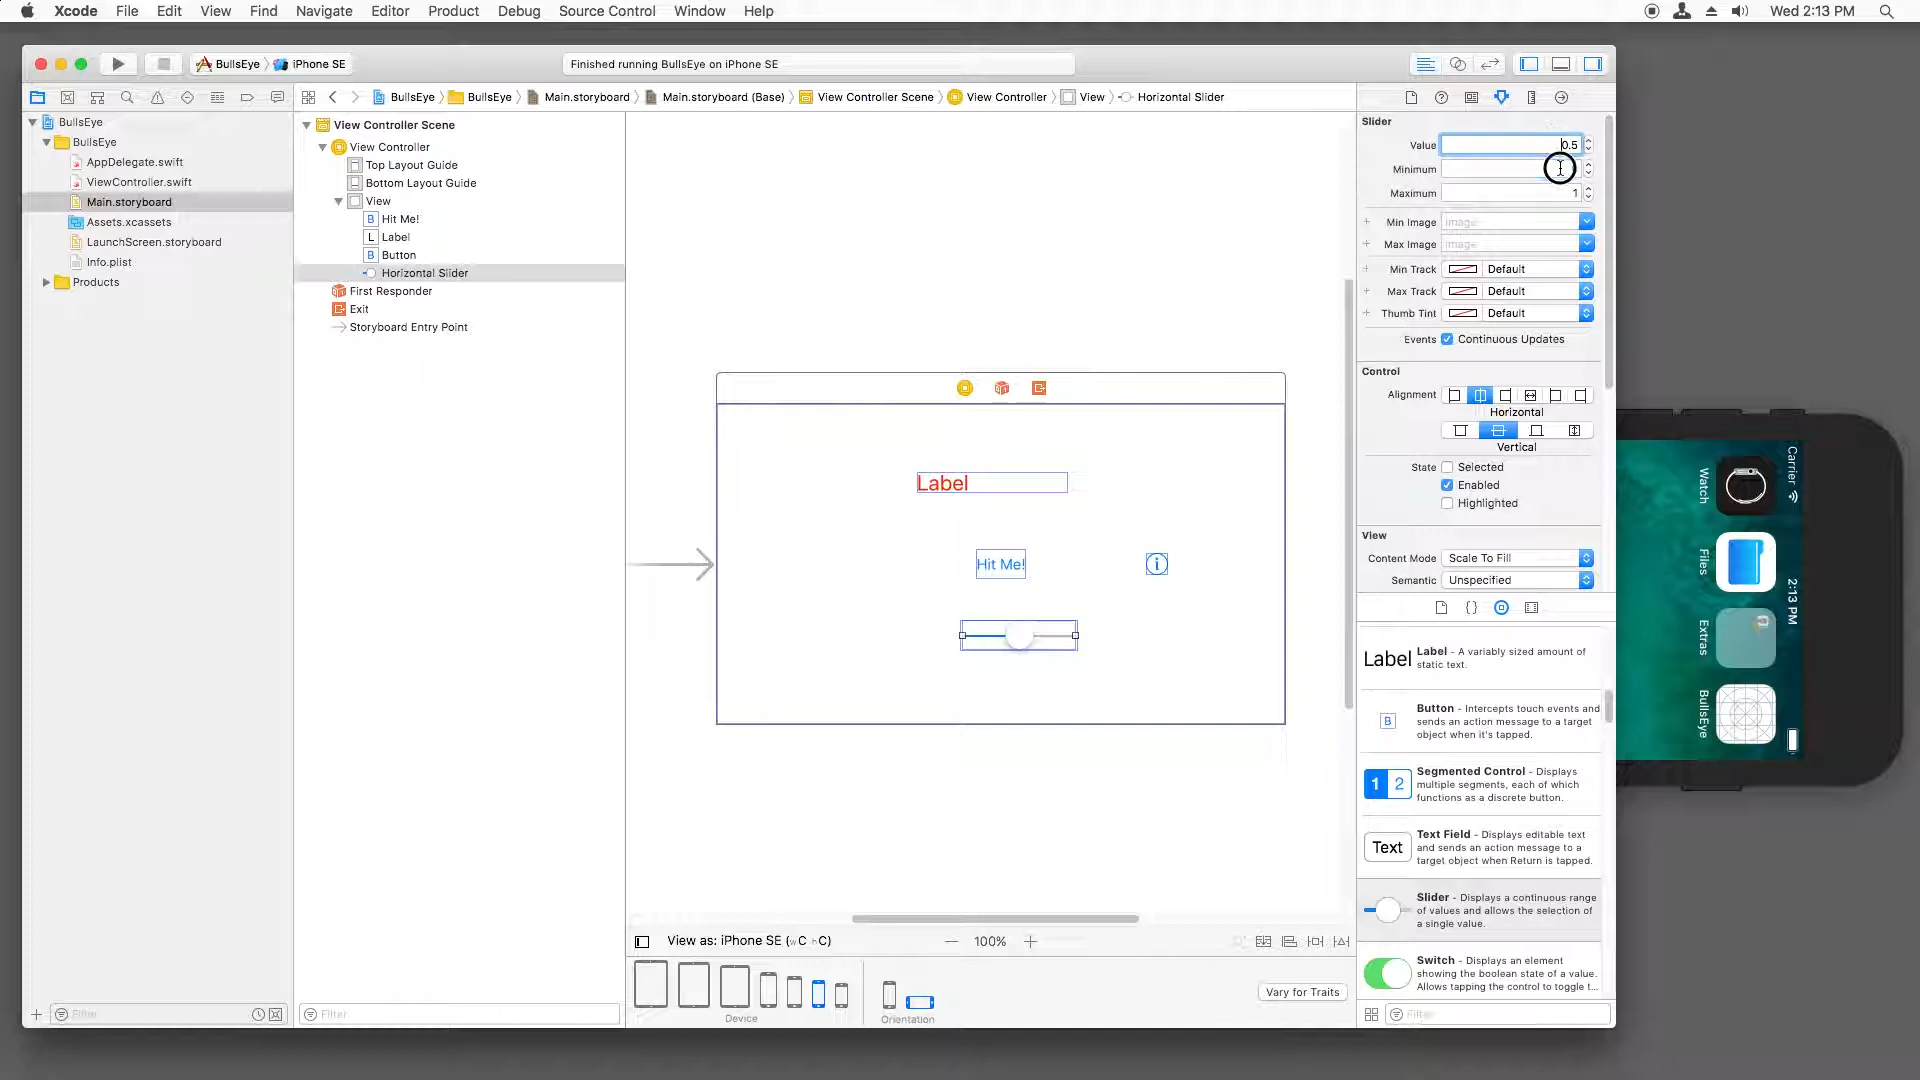 Xcode File Edit View Find Navigate Editor Product Debug Source Control Window Help Wed 2:13 PM
BullsEye iPhone SE Finished running BullsEye on iPhone SE
BullsEye BullsEye Main.storyboard Main.storyboard (Base) View Controller Scene View Controller View Horizontal Slider
BullsEye
BullsEye
AppDelegate.swift
ViewController.swift
Main.storyboard
Assets.xcassets
LaunchScreen.storyboard
Info.plist
Products
Filter
View Controller Scene
View Controller
Top Layout Guide
Bottom Layout Guide
View
B Hit Me!
L Label
B Button
Horizontal Slider
First Responder
Exit
Storyboard Entry Point
Filter
Label
Hit Me!
View as: iPhone SE (wC hC) 100%
Device
Orientation
Vary for Traits
Slider
Value 0.5
Minimum
Maximum 1
Min Image Image
Max Image Image
Min Track Default
Max Track Default
Thumb Tint Default
Events Continuous Updates
Control
Alignment
Horizontal
Vertical
State Selected
Enabled
Highlighted
View
Content Mode Scale To Fill
Semantic Unspecified
Label Label - A variably sized amount of
static text.
B Button - Intercepts touch events and
sends an action message to a target
object when it's tapped.
1 2 Segmented Control - Displays
multiple segments, each of which
functions as a discrete button.
Text Text Field - Displays editable text
and sends an action message to a
target object when Return is tapped.
Slider - Displays a continuous range
of values and allows the selection of
a single value.
Switch - Displays an element
showing the boolean state of a value.
Allows tapping the control to toggle t...
Filter
Carrier
2:13 PM
Watch
Files
Extras
BullsEye